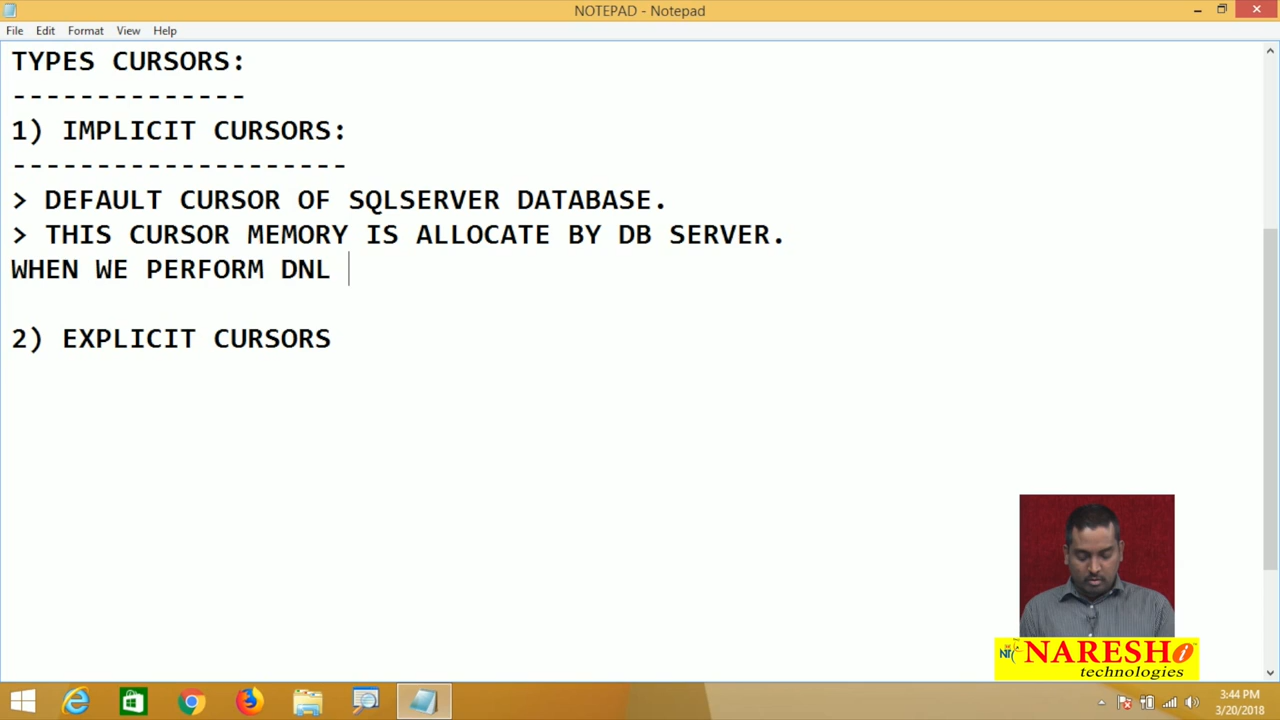 NOTEPAD - Notepad
File Edit Format View Help
TYPES CURSORS:
--------------
1) IMPLICIT CURSORS:
--------------------
> DEFAULT CURSOR OF SQLSERVER DATABASE.
> THIS CURSOR MEMORY IS ALLOCATE BY DB SERVER.
WHEN WE PERFORM DNL
2) EXPLICIT CURSORS
NARESH i
technologies
3:44 PM
3/20/2018